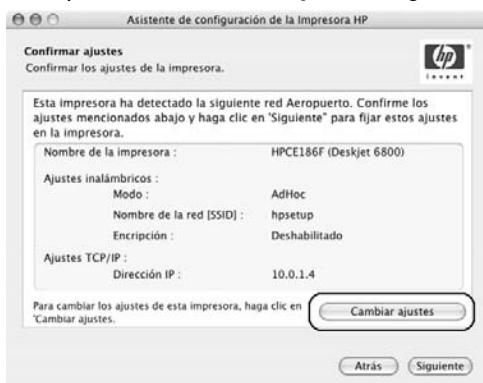 Asistente de configuración de la Impresora HP
Confirmar ajustes
Confirmar los ajustes de la impresora.
hp
invent
Esta impresora ha detectado la siguiente red Aeropuerto. Confirme los
ajustes mencionados abajo y haga clic en 'Siguiente" para fijar estos ajustes
en la impresora.
Nombre de la impresora : HPCE186F (Deskjet 6800)
Ajustes inalámbricos :
Modo : AdHoc
Nombre de la red [SSID] : hpsetup
Encripción : Deshabilitado
Ajustes TCP/IP :
Dirección IP : 10.0.1.4
Para cambiar los ajustes de esta impresora, haga clic en
'Cambiar ajustes.
Cambiar ajustes
Atrás
Siguiente